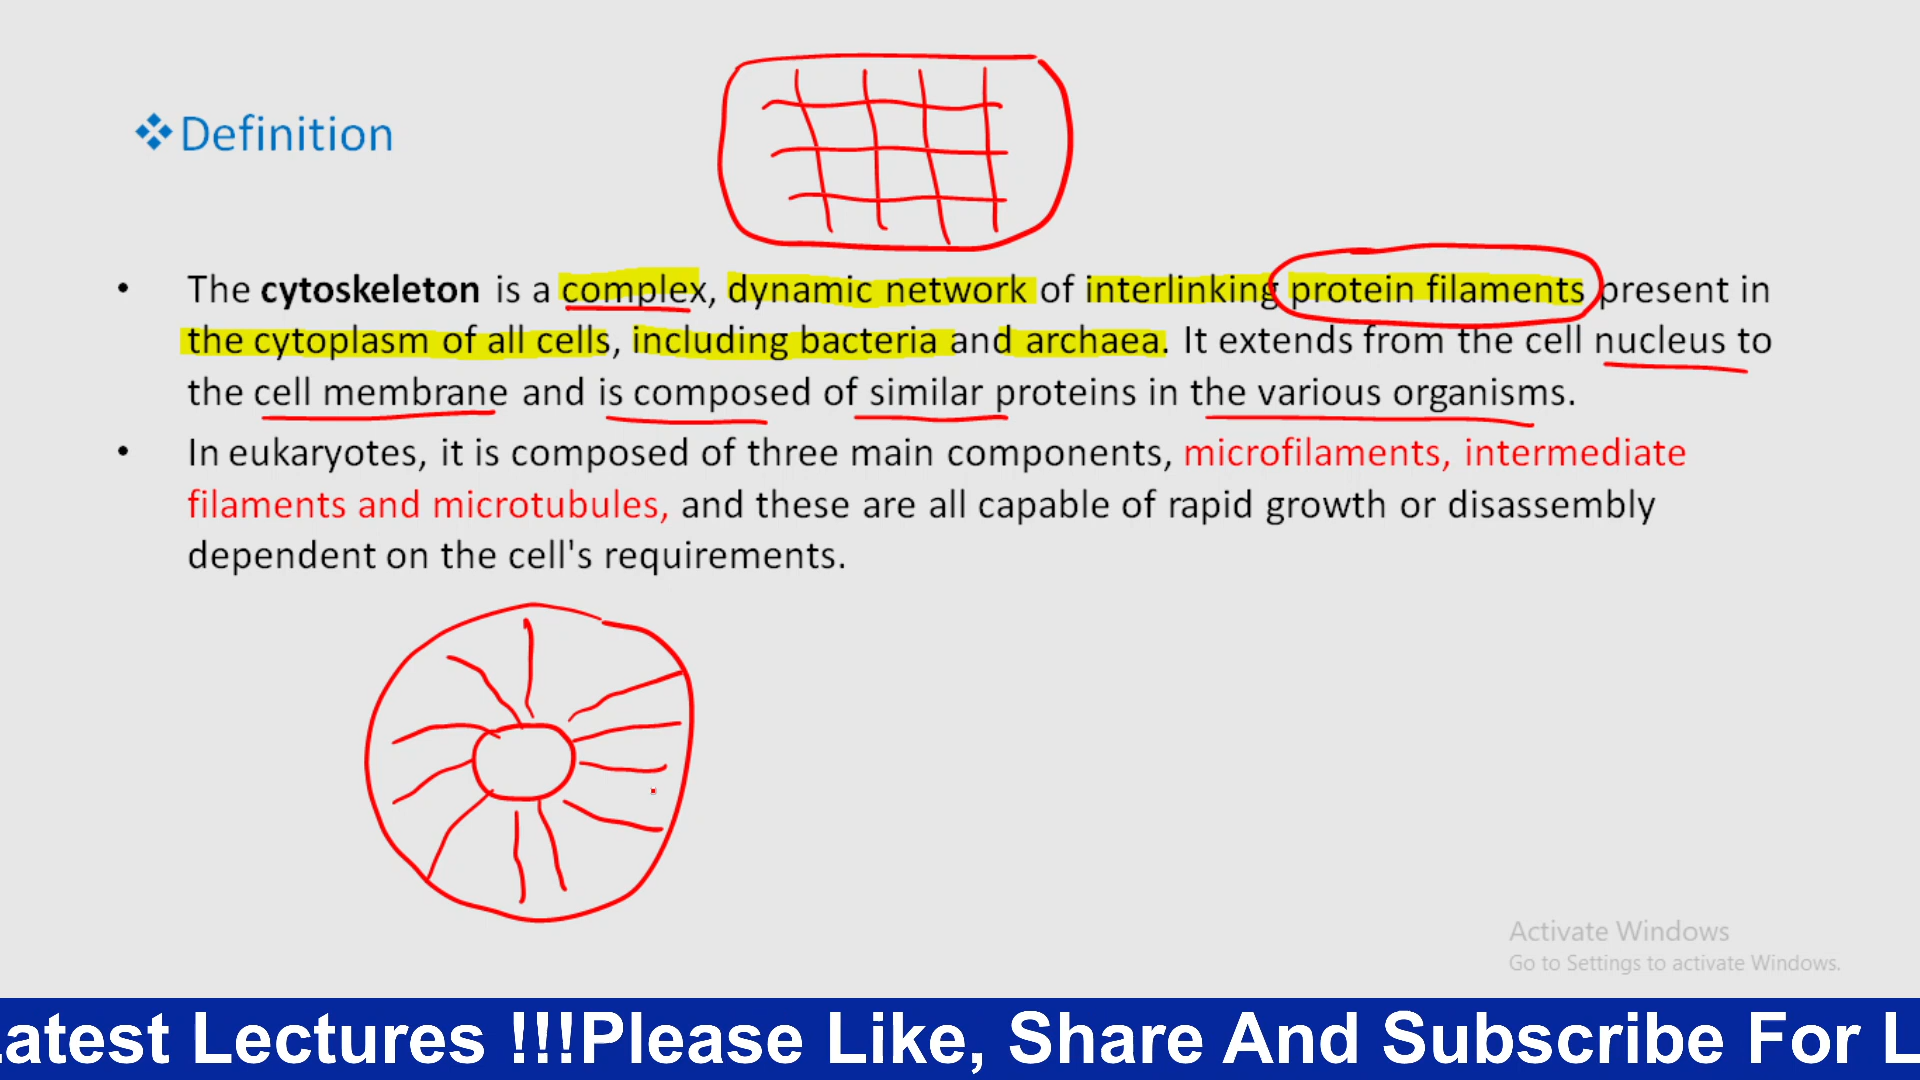 ❖Definition
• The cytoskeleton is a complex, dynamic network of interlinking protein filaments present in
the cytoplasm of all cells, including bacteria and archaea. It extends from the cell nucleus to
the cell membrane and is composed of similar proteins in the various organisms.
• In eukaryotes, it is composed of three main components, microfilaments, intermediate
filaments and microtubules, and these are all capable of rapid growth or disassembly
dependent on the cell's requirements.
Activate Windows
Go to Settings to activate Windows.
atest Lectures !!!Please Like, Share And Subscribe For L